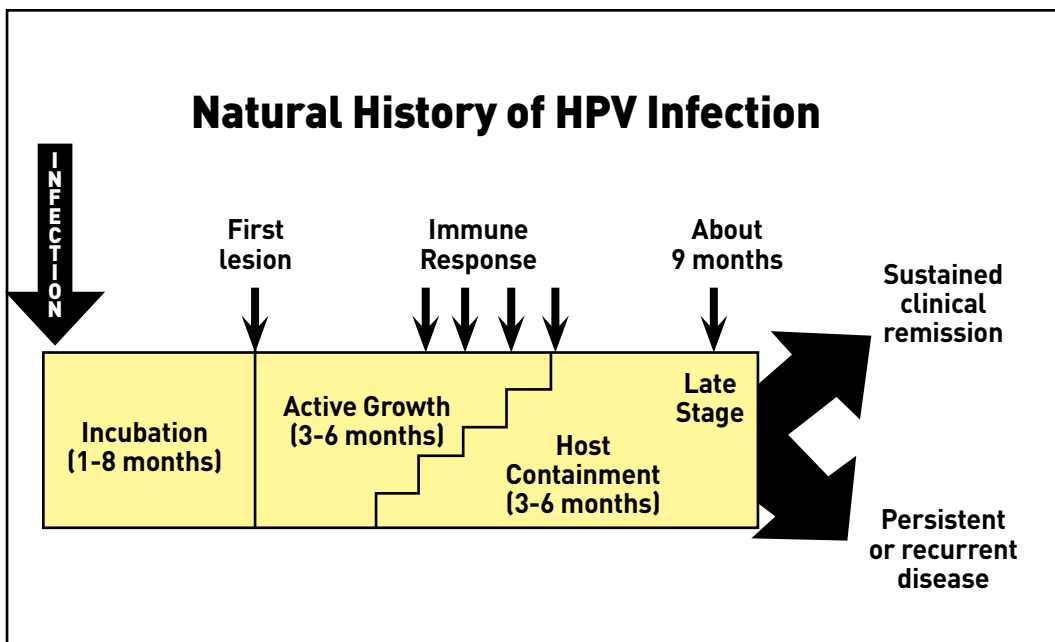 Natural History of HPV Infection
INFECTION
First
lesion
Immune
Response
About
9 months
Sustained
clinical
remission
Incubation
(1-8 months)
Active Growth
(3-6 months)
Host
Containment
(3-6 months)
Late
Stage
Persistent
or recurrent
disease